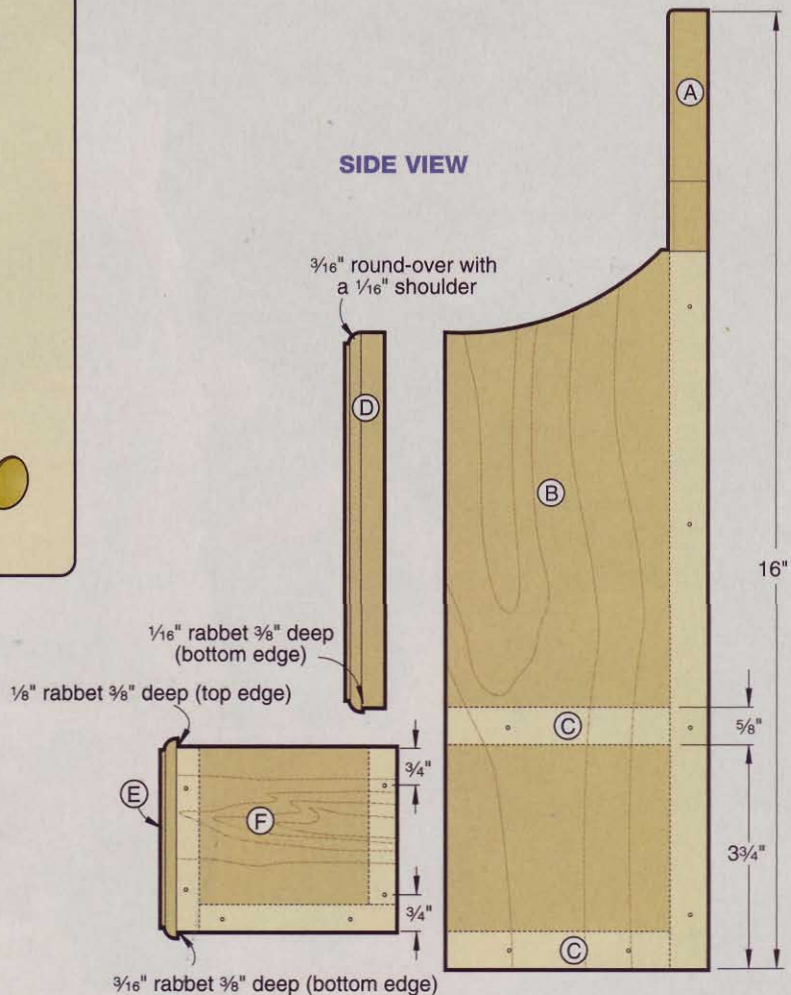 SIDE VIEW
A
3/16" round-over with
a 1/16" shoulder
D
B
16"
1/16" rabbet 3/8" deep
(bottom edge)
1/8" rabbet 3/8" deep (top edge)
C
5/8"
3/4"
E
F
3 3/4"
3/4"
C
3/16" rabbet 3/8" deep (bottom edge)